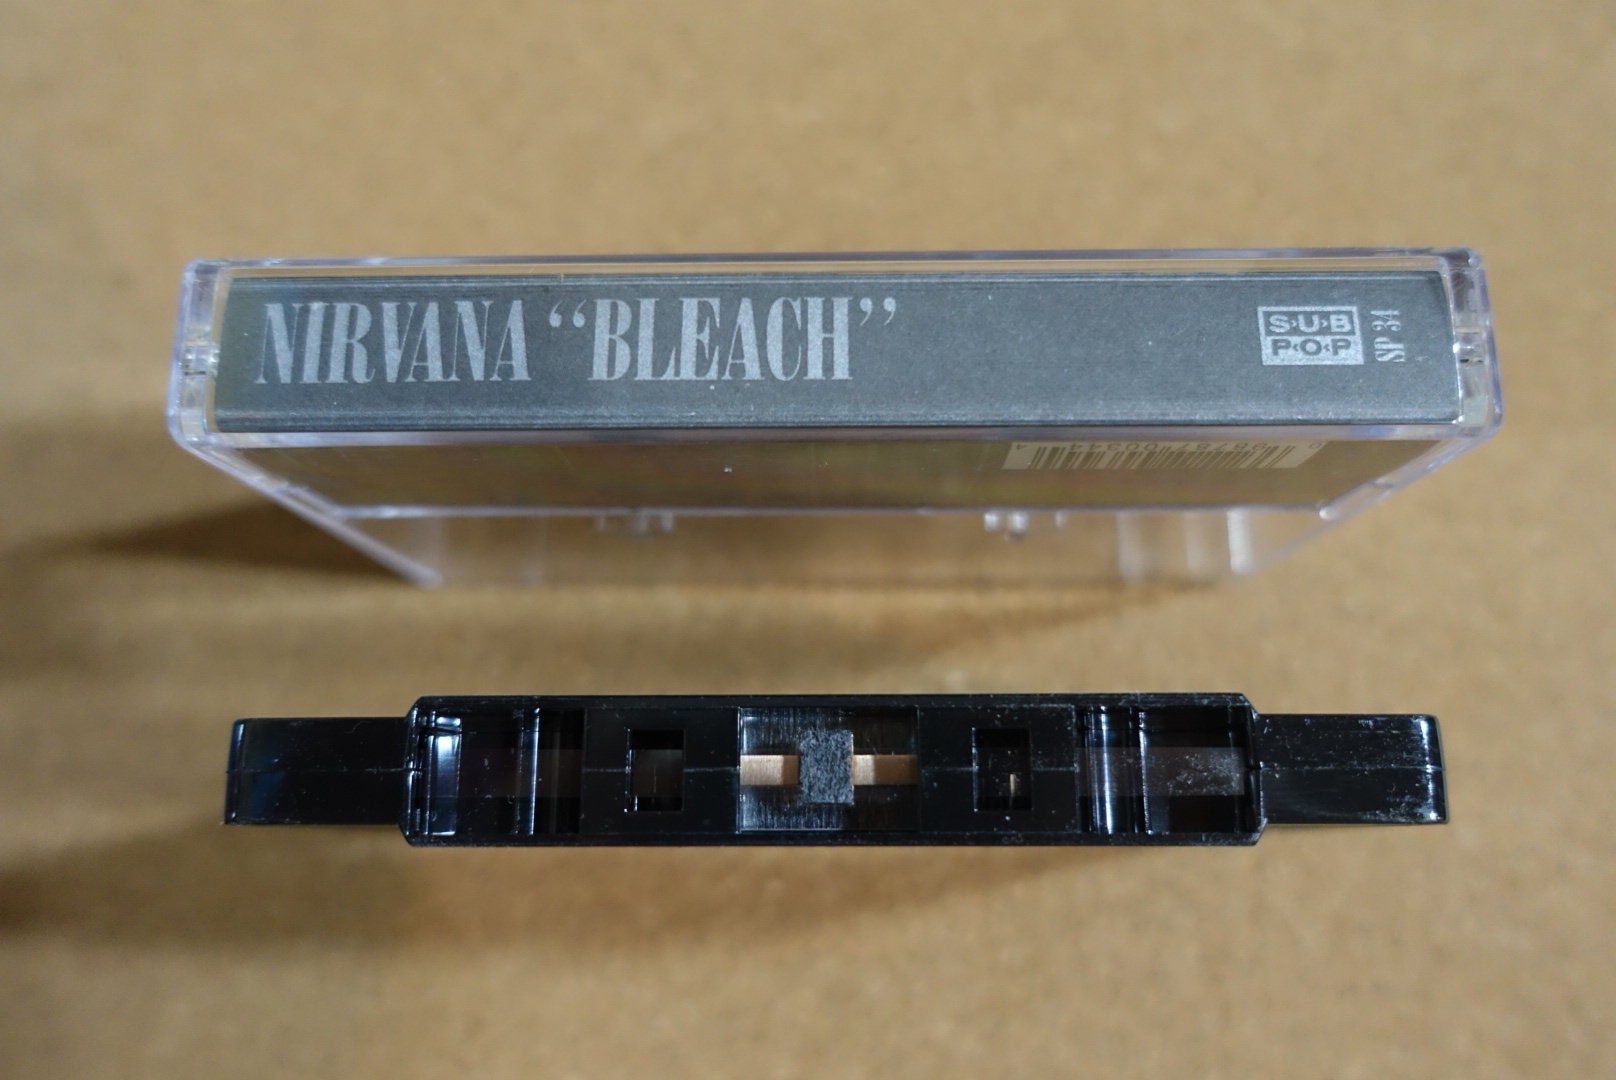 NIRVANA “BLEACH”
SUB
POP
SP 34